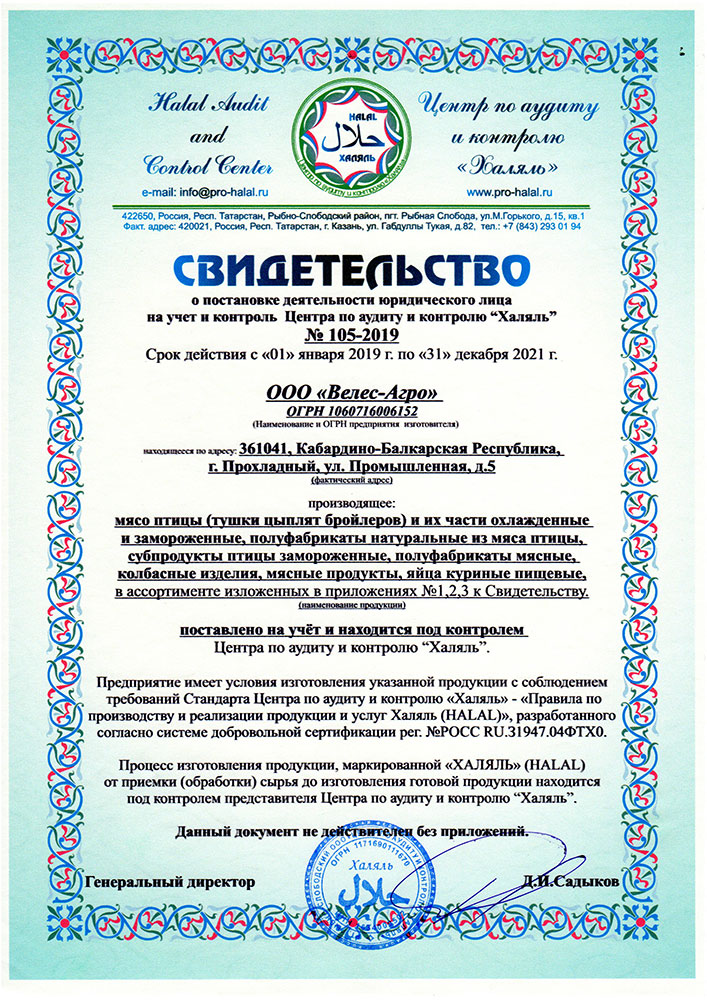 Halal Audit
and
Control Center
e-mail: info@pro-halal.ru
HALAL
حلال
ХАЛЯЛЬ
Центр по аудиту и контролю «Халяль»
Центр по аудиту
и контролю
«Халяль»
www.pro-halal.ru
422650, Россия, Респ. Татарстан, Рыбно-Слободский район, пгт. Рыбная Слобода, ул.М.Горького, д.15, кв.1
Факт. адрес: 420021, Россия, Респ. Татарстан, г. Казань, ул. Габдуллы Тукая, д.82, тел.: +7 (843) 293 01 94
СВИДЕТЕЛЬСТВО
о постановке деятельности юридического лица
на учет и контроль Центра по аудиту и контролю “Халяль”
№ 105-2019
Срок действия с «01» января 2019 г. по «31» декабря 2021 г.
ООО «Велес-Агро»
ОГРН 1060716006152
(Наименование и ОГРН предприятия изготовителя)
находящееся по адресу: 361041, Кабардино-Балкарская Республика,
г. Прохладный, ул. Промышленная, д.5
(фактический адрес)
производящее:
мясо птицы (тушки цыплят бройлеров) и их части охлажденные
и замороженные, полуфабрикаты натуральные из мяса птицы,
субпродукты птицы замороженные, полуфабрикаты мясные,
колбасные изделия, мясные продукты, яйца куриные пищевые,
в ассортименте изложенных в приложениях №1,2,3 к Свидетельству.
(наименование продукции)
поставлено на учёт и находится под контролем
Центра по аудиту и контролю “Халяль”.
Предприятие имеет условия изготовления указанной продукции с соблюдением
требований Стандарта Центра по аудиту и контролю «Халяль» - «Правила по
производству и реализации продукции и услуг Халяль (HALAL)», разработанного
согласно системе добровольной сертификации рег. №РОСС RU.31947.04ФТХ0.
Процесс изготовления продукции, маркированной «ХАЛЯЛЬ» (HALAL)
от приемки (обработки) сырья до изготовления готовой продукции находится
под контролем представителя Центра по аудиту и контролю “Халяль”.
Данный документ не действителен без приложений.
ОГРН 1171690111670
Халяль
حلال
Генеральный директор
Д.И.Садыков